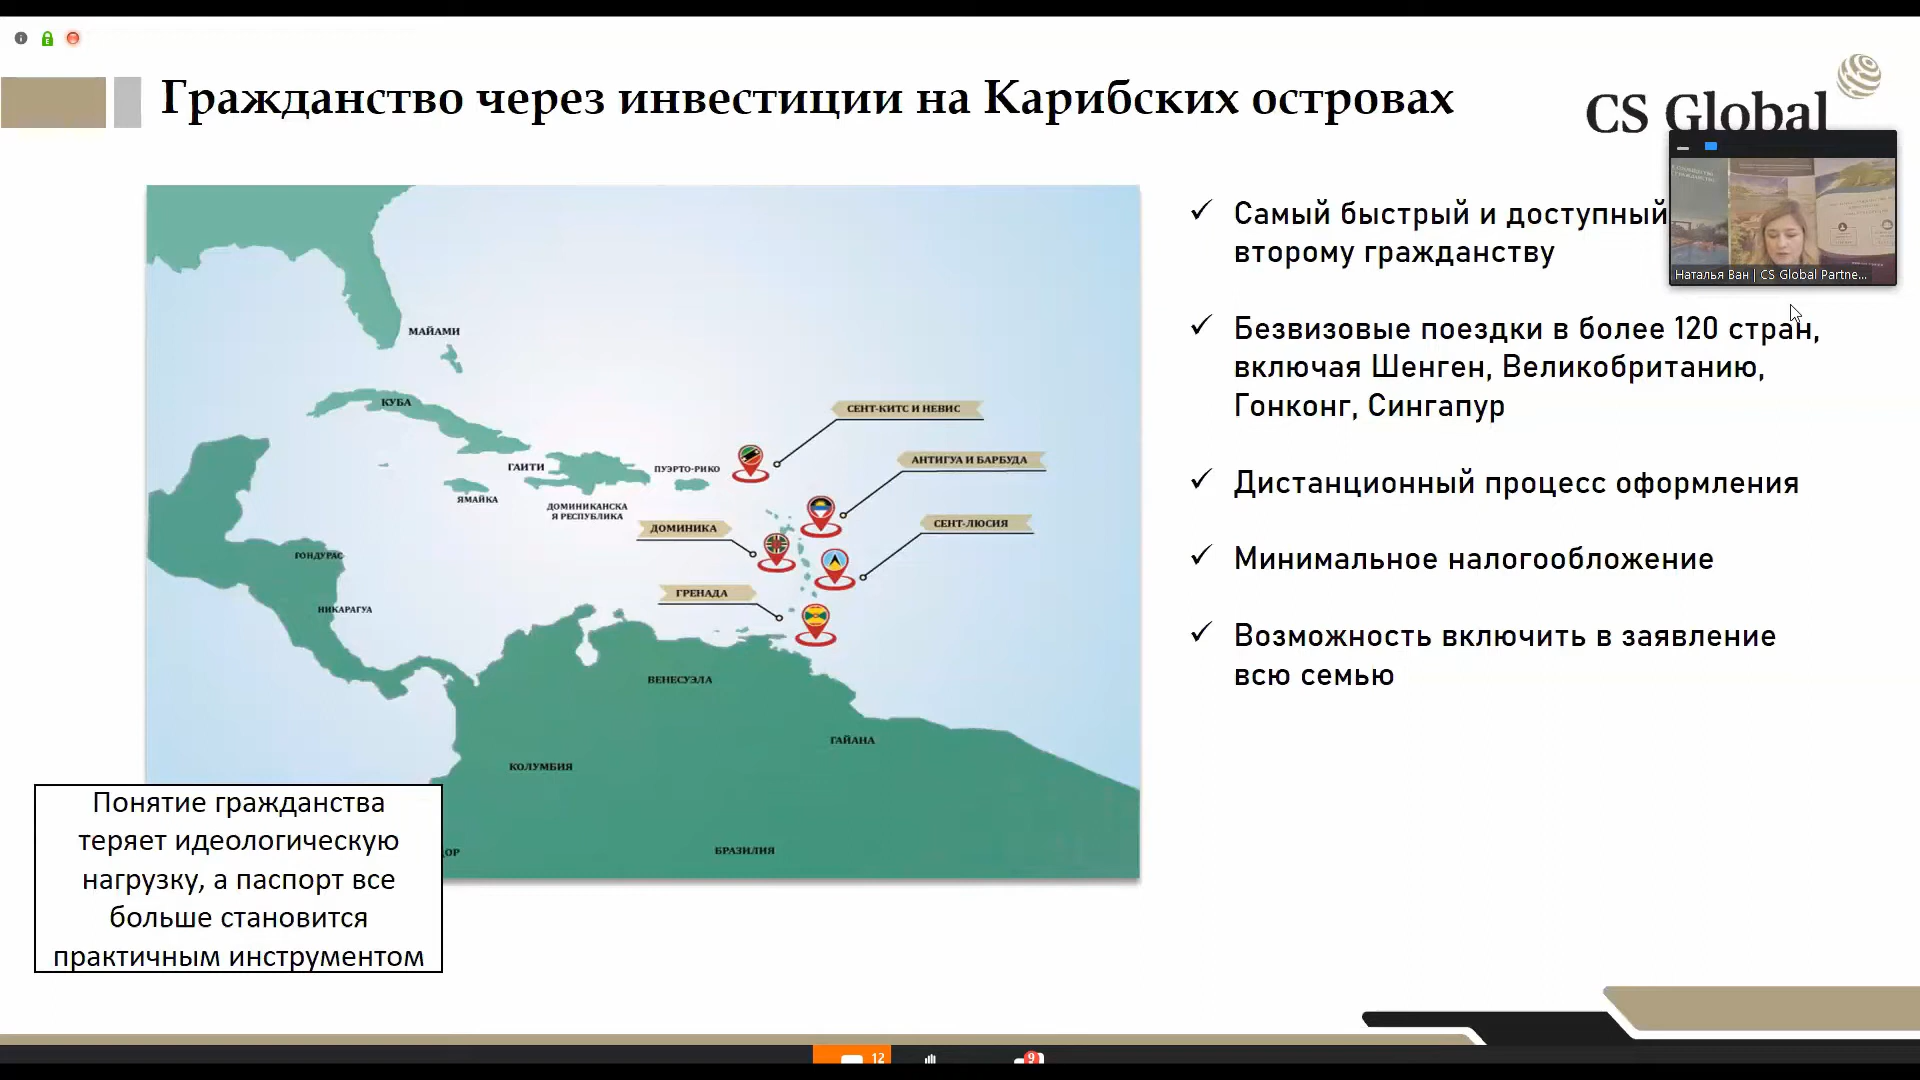 Гражданство через инвестиции на Карибских островах
CS Global
Самый быстрый и доступный
второму гражданству
Наталья Ван | CS Global Partne...
Безвизовые поездки в более 120 стран,
включая Шенген, Великобританию,
Гонконг, Сингапур
Дистанционный процесс оформления
Минимальное налогообложение
Возможность включить в заявление
всю семью
МАЙАМИ
КУБА
СЕНТ-КИТС И НЕВИС
АНТИГУА И БАРБУДА
ГАИТИ
ПУЭРТО-РИКО
ЯМАЙКА
ДОМИНИКАНСКА
Я РЕСПУБЛИКА
ДОМИНИКА
СЕНТ-ЛЮСИЯ
ГОНДУРАС
ГРЕНАДА
НИКАРАГУА
ВЕНЕСУЭЛА
ГАЙАНА
КОЛУМБИЯ
БРАЗИЛИЯ
ДОР
Понятие гражданства
теряет идеологическую
нагрузку, а паспорт все
больше становится
практичным инструментом
12
9